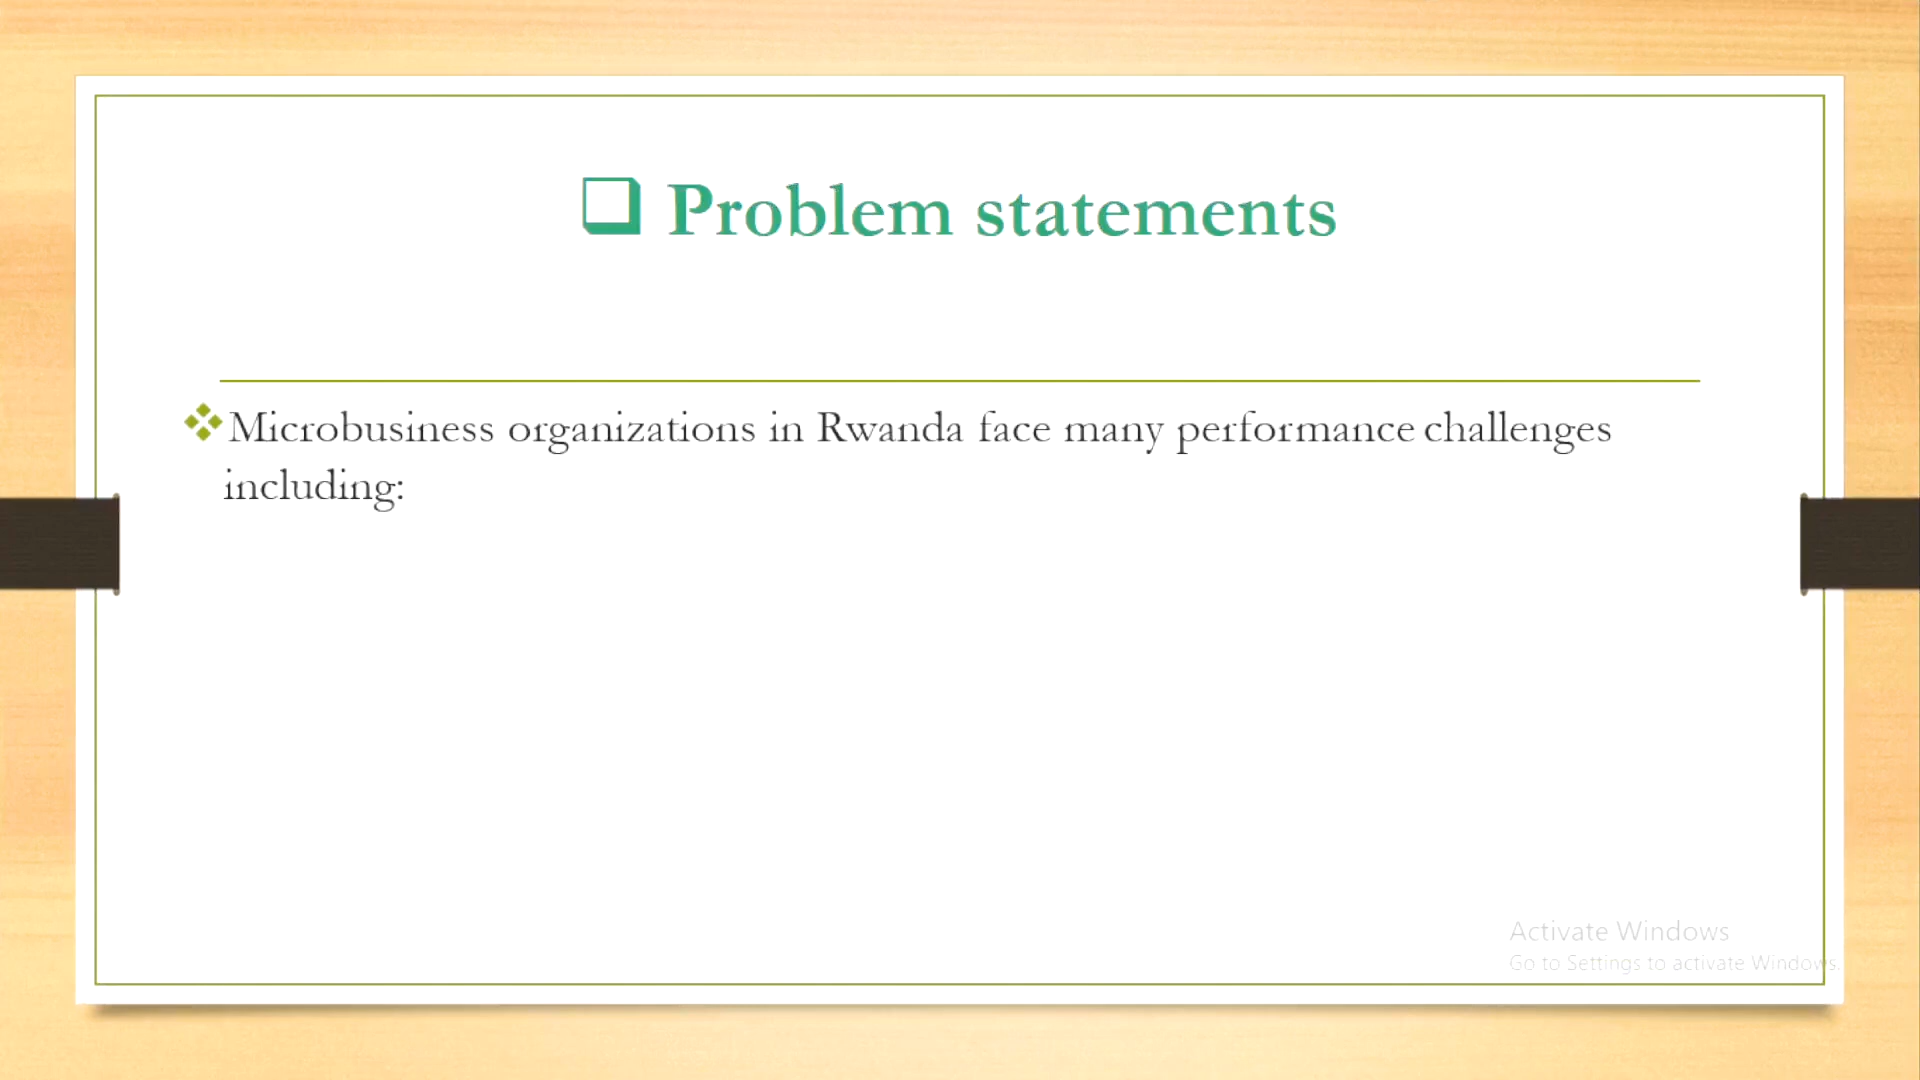 Problem statements
Microbusiness organizations in Rwanda face many performance challenges
including:
Activate Windows
Go to Settings to activate Windows.